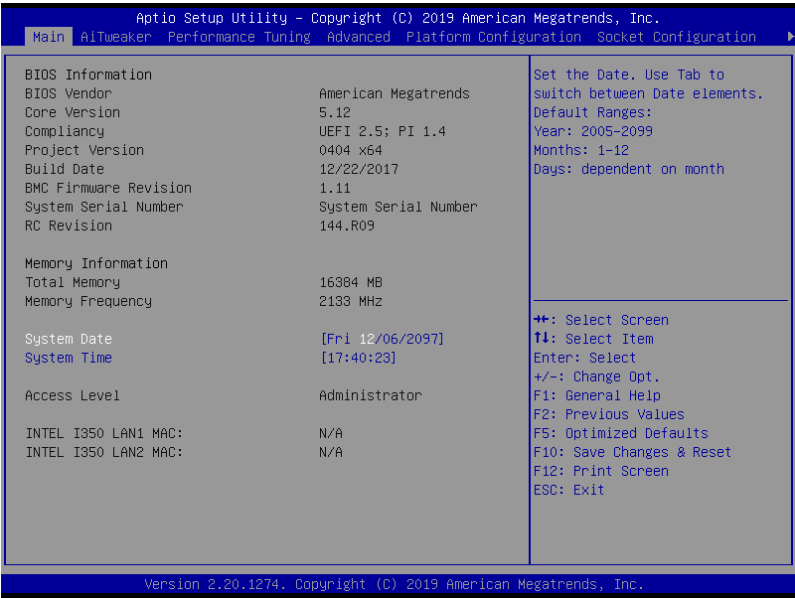 Aptio Setup Utility – Copyright (C) 2019 American Megatrends, Inc.
Main AiTweaker Performance Tuning Advanced Platform Configuration Socket Configuration
BIOS Information
BIOS Vendor American Megatrends
Core Version 5.12
Compliancy UEFI 2.5; PI 1.4
Project Version 0404 x64
Build Date 12/22/2017
BMC Firmware Revision 1.11
System Serial Number System Serial Number
RC Revision 144.R09
Memory Information
Total Memory 16384 MB
Memory Frequency 2133 MHz
System Date [Fri 12/06/2097]
System Time [17:40:23]
Access Level Administrator
INTEL I350 LAN1 MAC: N/A
INTEL I350 LAN2 MAC: N/A
Set the Date. Use Tab to
switch between Date elements.
Default Ranges:
Year: 2005-2099
Months: 1-12
Days: dependent on month
→←: Select Screen
↑↓: Select Item
Enter: Select
+/-: Change Opt.
F1: General Help
F2: Previous Values
F5: Optimized Defaults
F10: Save Changes & Reset
F12: Print Screen
ESC: Exit
Version 2.20.1274. Copyright (C) 2019 American Megatrends, Inc.